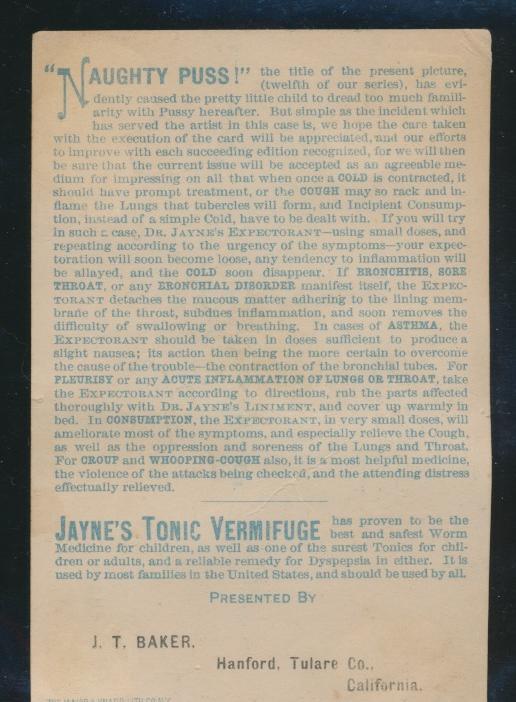 "NAUGHTY PUSS!" the title of the present picture,
(twelfth of our series), has evi-
dently caused the pretty little child to dread too much famili-
arity with Pussy hereafter. But simple as the incident which
has served the artist in this case is, we hope the care taken
with the execution of the card will be appreciated, and our efforts
to improve with each succeeding edition recognized, for we will then
be sure that the current issue will be accepted as an agreeable me-
dium for impressing on all that when once a COLD is contracted, it
should have prompt treatment, or the COUGH may so rack and in-
flame the Lungs that tubercles will form, and Incipient Consump-
tion, instead of a simple Cold, have to be dealt with. If you will try
in such a case, DR. JAYNE'S EXPECTORANT—using small doses, and
repeating according to the urgency of the symptoms—your expec-
toration will soon become loose, any tendency to inflammation will
be allayed, and the COLD soon disappear. If BRONCHITIS, SORE
THROAT, or any BRONCHIAL DISORDER manifest itself, the EXPEC-
TORANT detaches the mucous matter adhering to the lining mem-
brane of the throat, subdues inflammation, and soon removes the
difficulty of swallowing or breathing. In cases of ASTHMA, the
EXPECTORANT should be taken in doses sufficient to produce a
slight nausea; its action then being the more certain to overcome
the cause of the trouble—the contraction of the bronchial tubes. For
PLEURISY or any ACUTE INFLAMMATION OF LUNGS OR THROAT, take
the EXPECTORANT according to directions, rub the parts affected
thoroughly with DR. JAYNE'S LINIMENT, and cover up warmly in
bed. In CONSUMPTION, the EXPECTORANT, in very small doses, will
ameliorate most of the symptoms, and especially relieve the Cough,
as well as the oppression and soreness of the Lungs and Throat.
For CROUP and WHOOPING-COUGH also, it is a most helpful medicine,
the violence of the attacks being checked, and the attending distress
effectually relieved.
JAYNE'S TONIC VERMIFUGE has proven to be the
best and safest Worm
Medicine for children, as well as one of the surest Tonics for chil-
dren or adults, and a reliable remedy for Dyspepsia in either. It is
used by most families in the United States, and should be used by all.
PRESENTED BY
J. T. BAKER.
Hanford, Tulare Co.,
California.